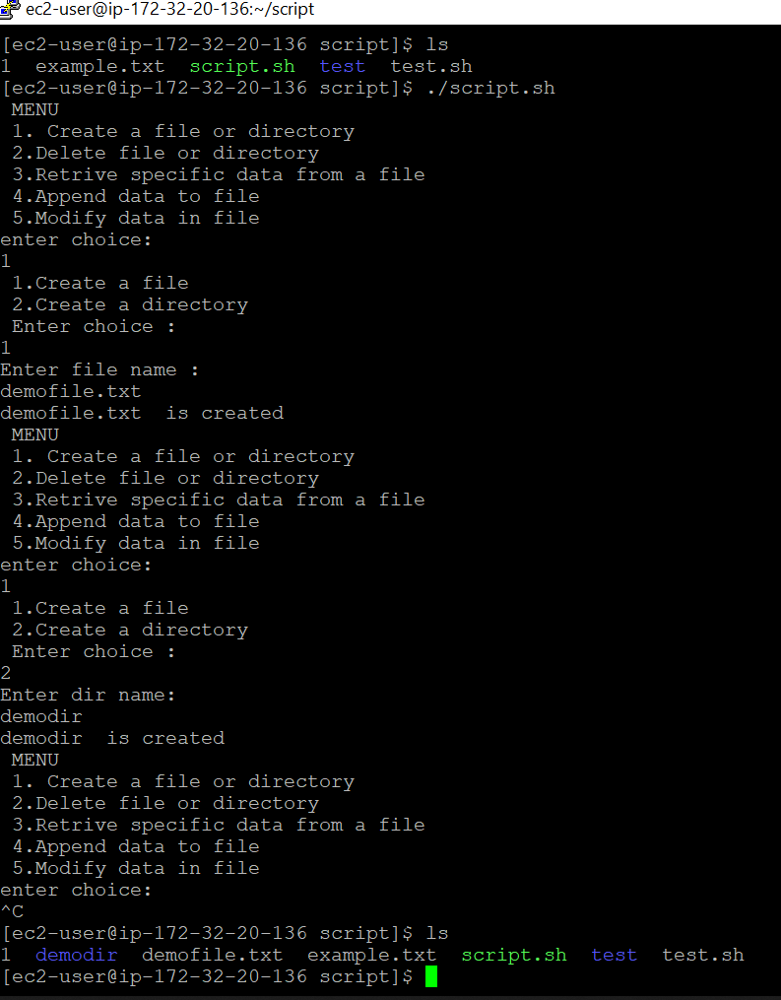 ec2-user@ip-172-32-20-136:~/script
[ec2-user@ip-172-32-20-136 script]$ ls
1  example.txt  script.sh  test  test.sh
[ec2-user@ip-172-32-20-136 script]$ ./script.sh
 MENU
 1. Create a file or directory
 2.Delete file or directory
 3.Retrive specific data from a file
 4.Append data to file
 5.Modify data in file
enter choice:
1
 1.Create a file
 2.Create a directory
 Enter choice :
1
Enter file name :
demofile.txt
demofile.txt  is created
 MENU
 1. Create a file or directory
 2.Delete file or directory
 3.Retrive specific data from a file
 4.Append data to file
 5.Modify data in file
enter choice:
1
 1.Create a file
 2.Create a directory
 Enter choice :
2
Enter dir name:
demodir
demodir  is created
 MENU
 1. Create a file or directory
 2.Delete file or directory
 3.Retrive specific data from a file
 4.Append data to file
 5.Modify data in file
enter choice:
^C
[ec2-user@ip-172-32-20-136 script]$ ls
1  demodir  demofile.txt  example.txt  script.sh  test  test.sh
[ec2-user@ip-172-32-20-136 script]$